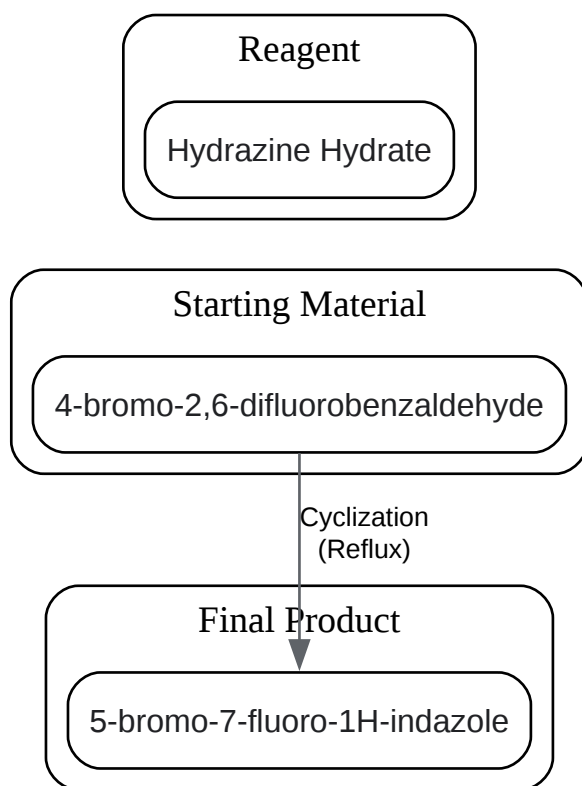 Reagent
Hydrazine Hydrate
Starting Material
4-bromo-2,6-difluorobenzaldehyde
Cyclization
(Reflux)
Final Product
5-bromo-7-fluoro-1H-indazole